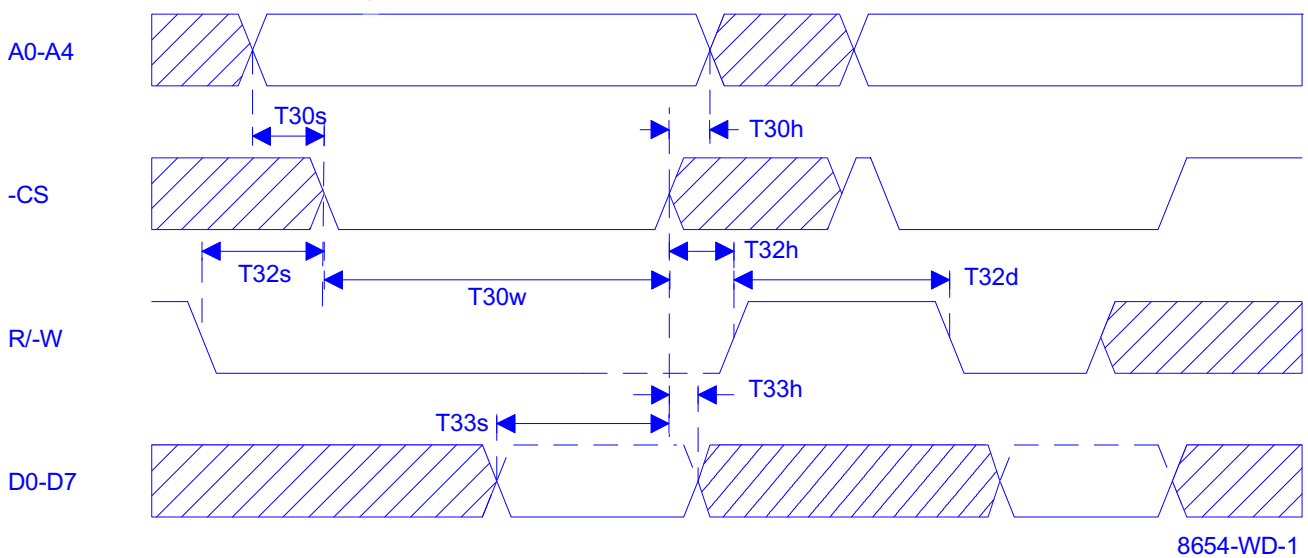 A0-A4
T30s
T30h
-CS
T32s
T30w
T32h
T32d
R/-W
T33s
T33h
D0-D7
8654-WD-1